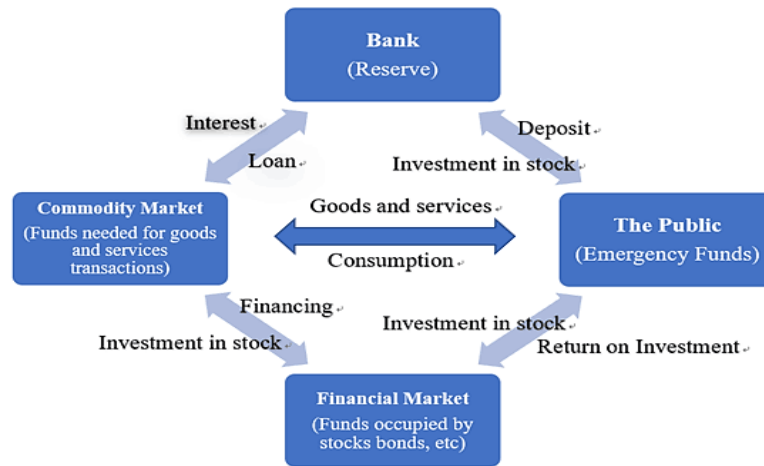 Bank
(Reserve)
Interest
Deposit
Loan
Investment in stock
Commodity Market
(Funds needed for goods
and services
transactions)
Goods and services
Consumption
The Public
(Emergency Funds)
Financing
Investment in stock
Investment in stock
Return on Investment
Financial Market
(Funds occupied by
stocks bonds, etc)